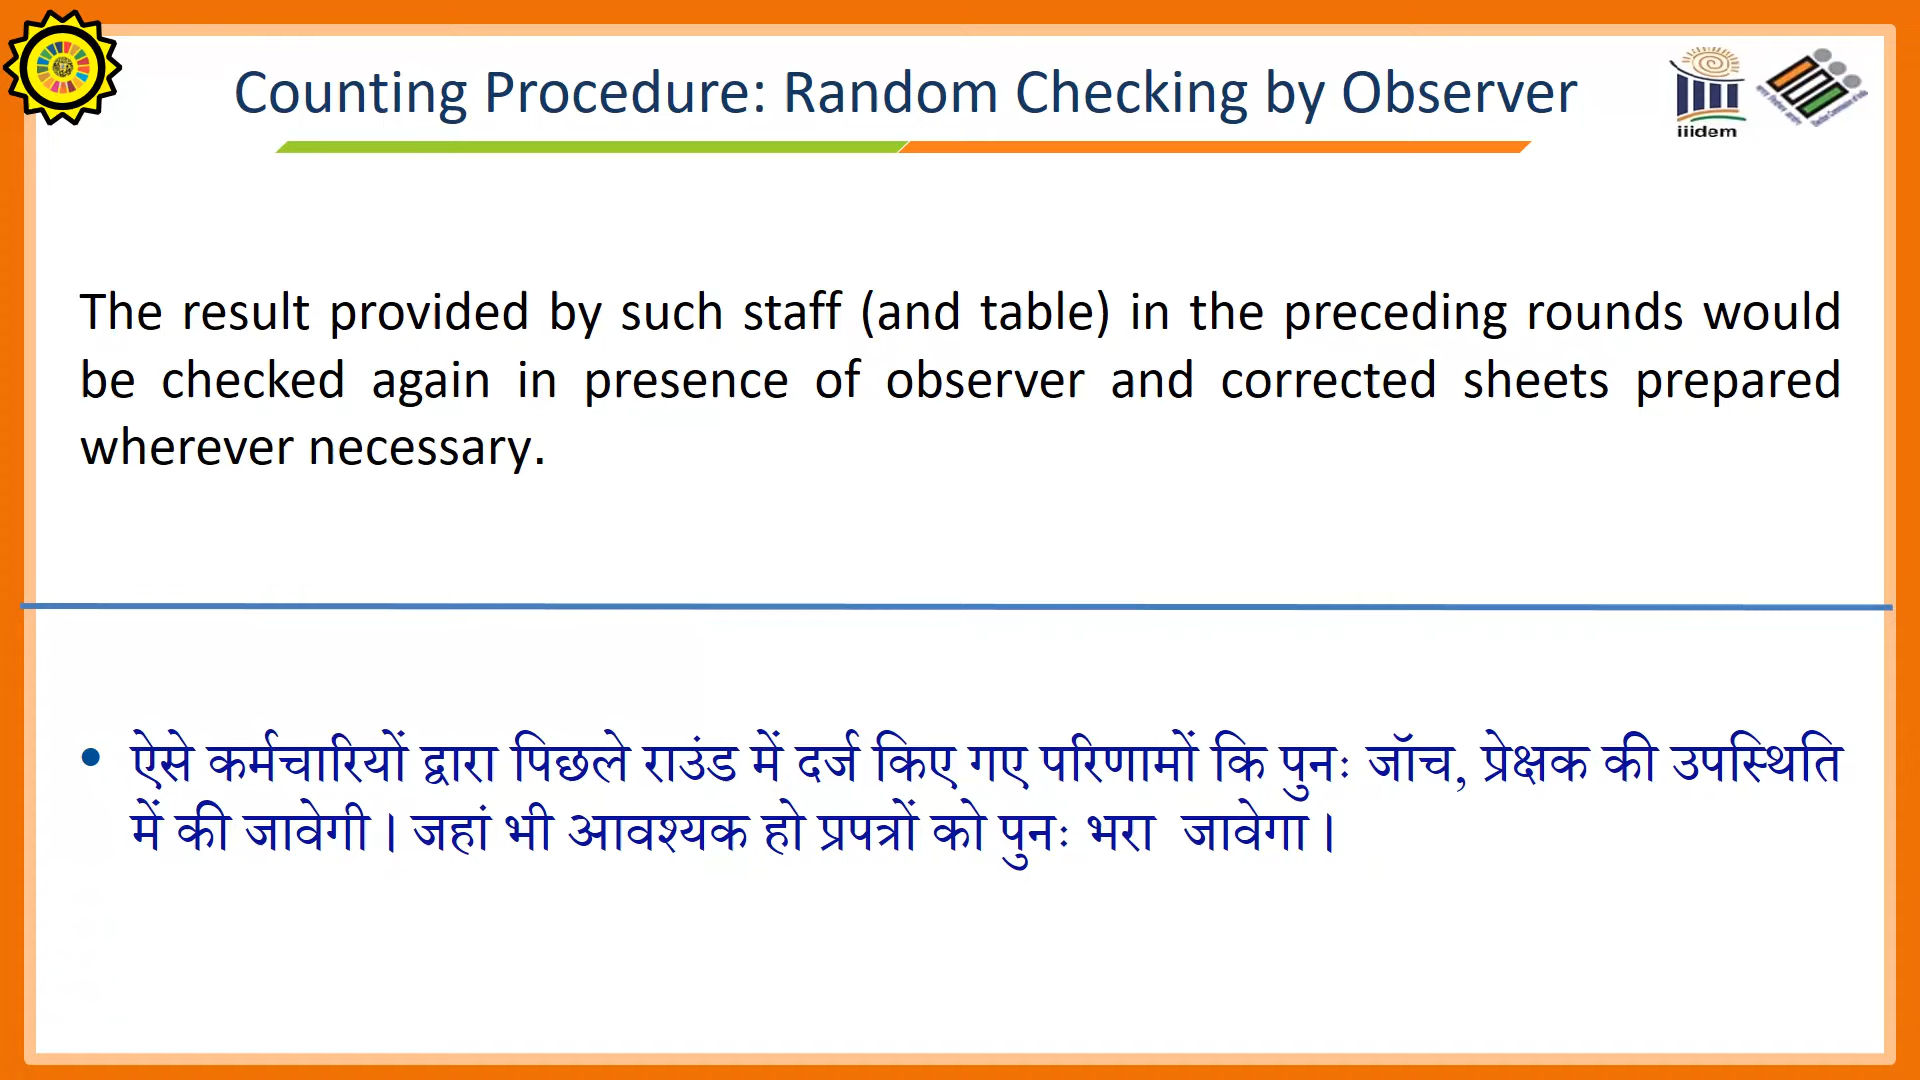 Counting Procedure: Random Checking by Observer
iiidem
The result provided by such staff (and table) in the preceding rounds would
be checked again in presence of observer and corrected sheets prepared
wherever necessary.
• ऐसे कर्मचारियों द्वारा पिछले राउंड में दर्ज किए गए परिणामों कि पुनः जॉच, प्रेक्षक की उपस्थिति
में की जावेगी। जहां भी आवश्यक हो प्रपत्रों को पुनः भरा जावेगा।